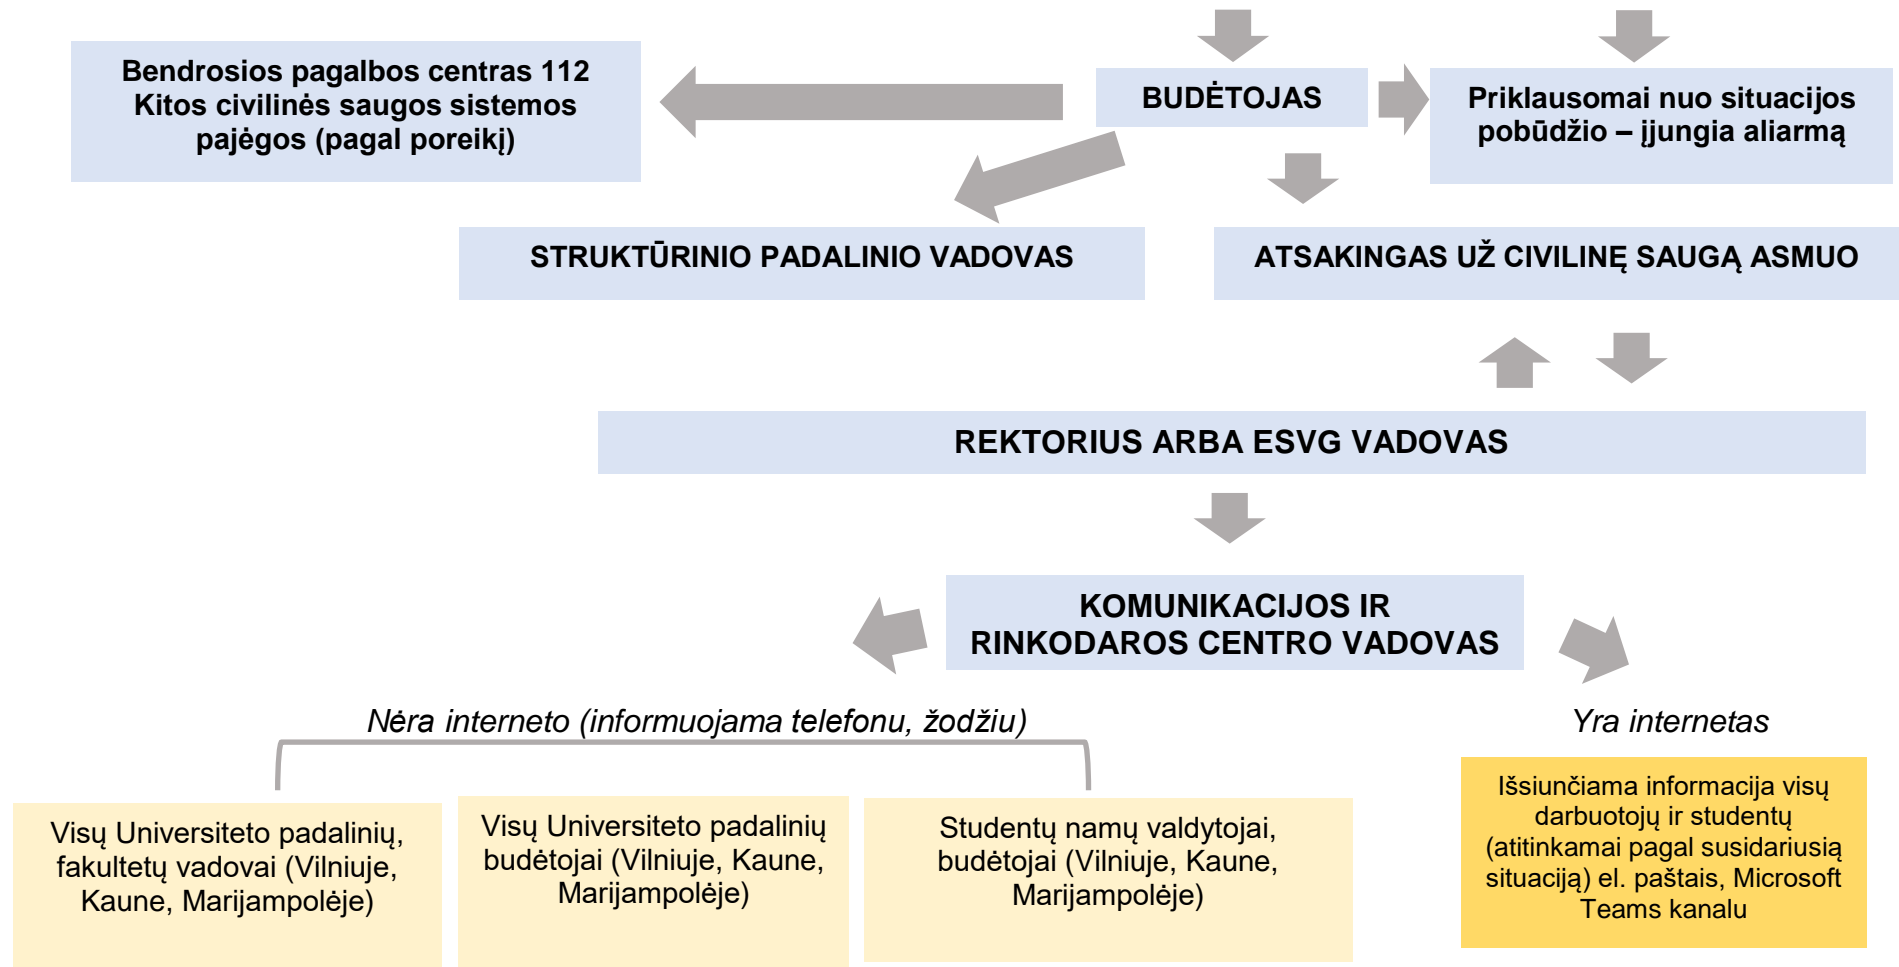 Bendrosios pagalbos centras 112
Kitos civilinės saugos sistemos
pajėgos (pagal poreikį)
BUDĖTOJAS
Priklausomai nuo situacijos
pobūdžio – įjungia aliarmą
STRUKTŪRINIO PADALINIO VADOVAS
ATSAKINGAS UŽ CIVILINĘ SAUGĄ ASMUO
REKTORIUS ARBA ESVG VADOVAS
KOMUNIKACIJOS IR
RINKODAROS CENTRO VADOVAS
Nėra interneto (informuojama telefonu, žodžiu)
Yra internetas
Visų Universiteto padalinių,
fakultetų vadovai (Vilniuje,
Kaune, Marijampolėje)
Visų Universiteto padalinių
budėtojai (Vilniuje, Kaune,
Marijampolėje)
Studentų namų valdytojai,
budėtojai (Vilniuje, Kaune,
Marijampolėje)
Išsiunčiama informacija visų
darbuotojų ir studentų
(atitinkamai pagal susidariusią
situaciją) el. paštais, Microsoft
Teams kanalu